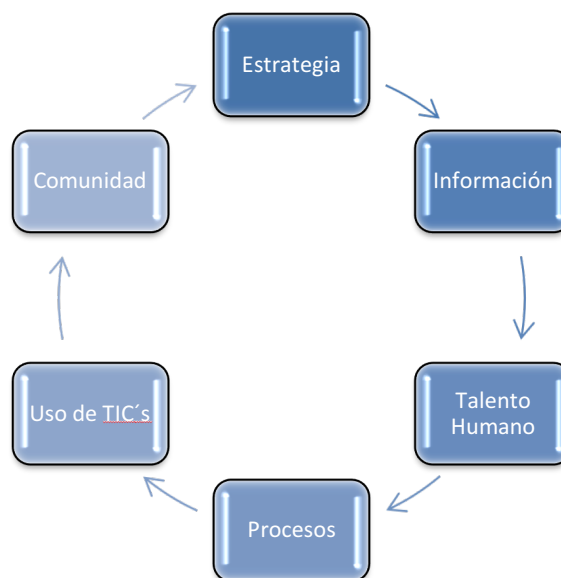 Estrategia
Información
Talento
Humano
Procesos
Uso de TIC´s
Comunidad